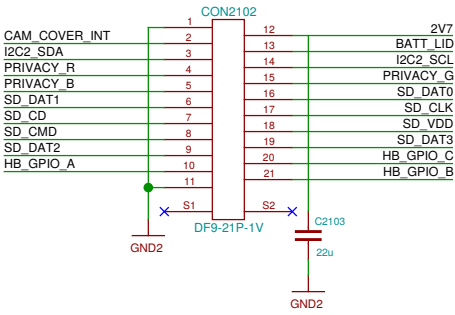 CON2102
1
CAM_COVER_INT 2
I2C2_SDA 3
PRIVACY_R 4
PRIVACY_B 5
SD_DAT1 6
SD_CD 7
SD_CMD 8
SD_DAT2 9
HB_GPIO_A 10
11
S1
12 2V7
13 BATT_LID
14 I2C2_SCL
15 PRIVACY_G
16 SD_DAT0
17 SD_CLK
18 SD_VDD
19 SD_DAT3
20 HB_GPIO_C
21 HB_GPIO_B
S2
DF9-21P-1V
GND2
C2103
22u
GND2